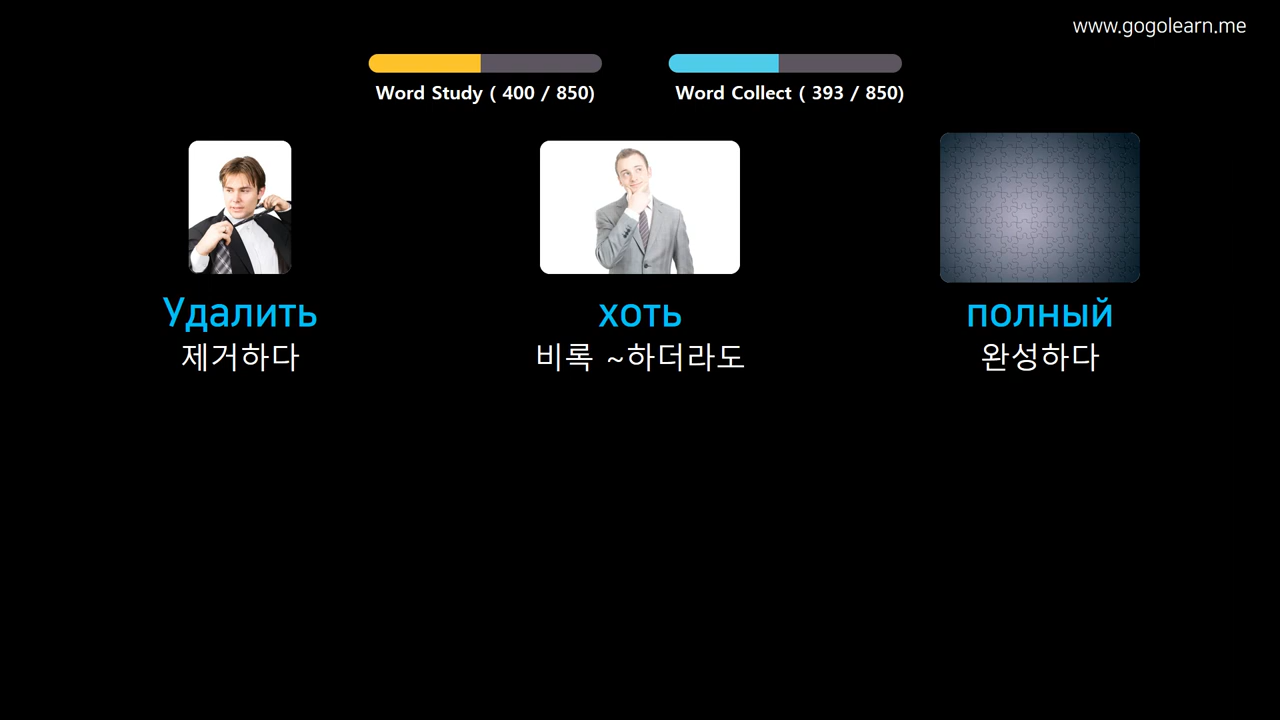 www.gogolearn.me
Word Study ( 400 / 850)
Word Collect ( 393 / 850)
Удалить
хоть
полный
제거하다
비록 ~하더라도
완성하다